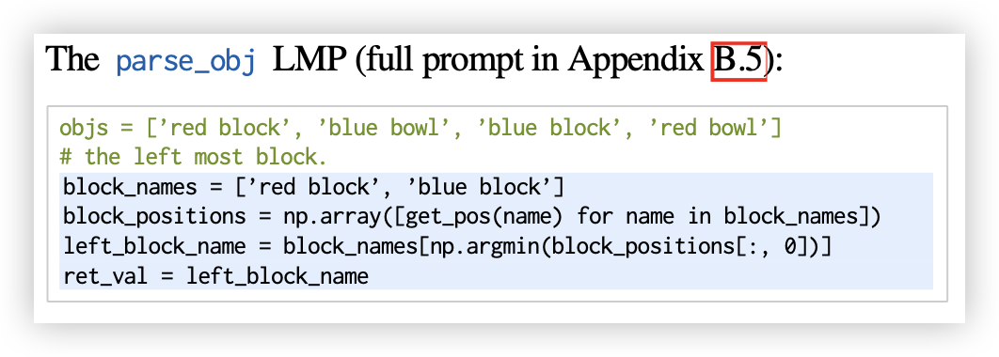 The parse_obj LMP (full prompt in Appendix B.5):
objs = [’red block’, ’blue bowl’, ’blue block’, ’red bowl’]
# the left most block.
block_names = [’red block’, ’blue block’]
block_positions = np.array([get_pos(name) for name in block_names])
left_block_name = block_names[np.argmin(block_positions[:, 0])]
ret_val = left_block_name